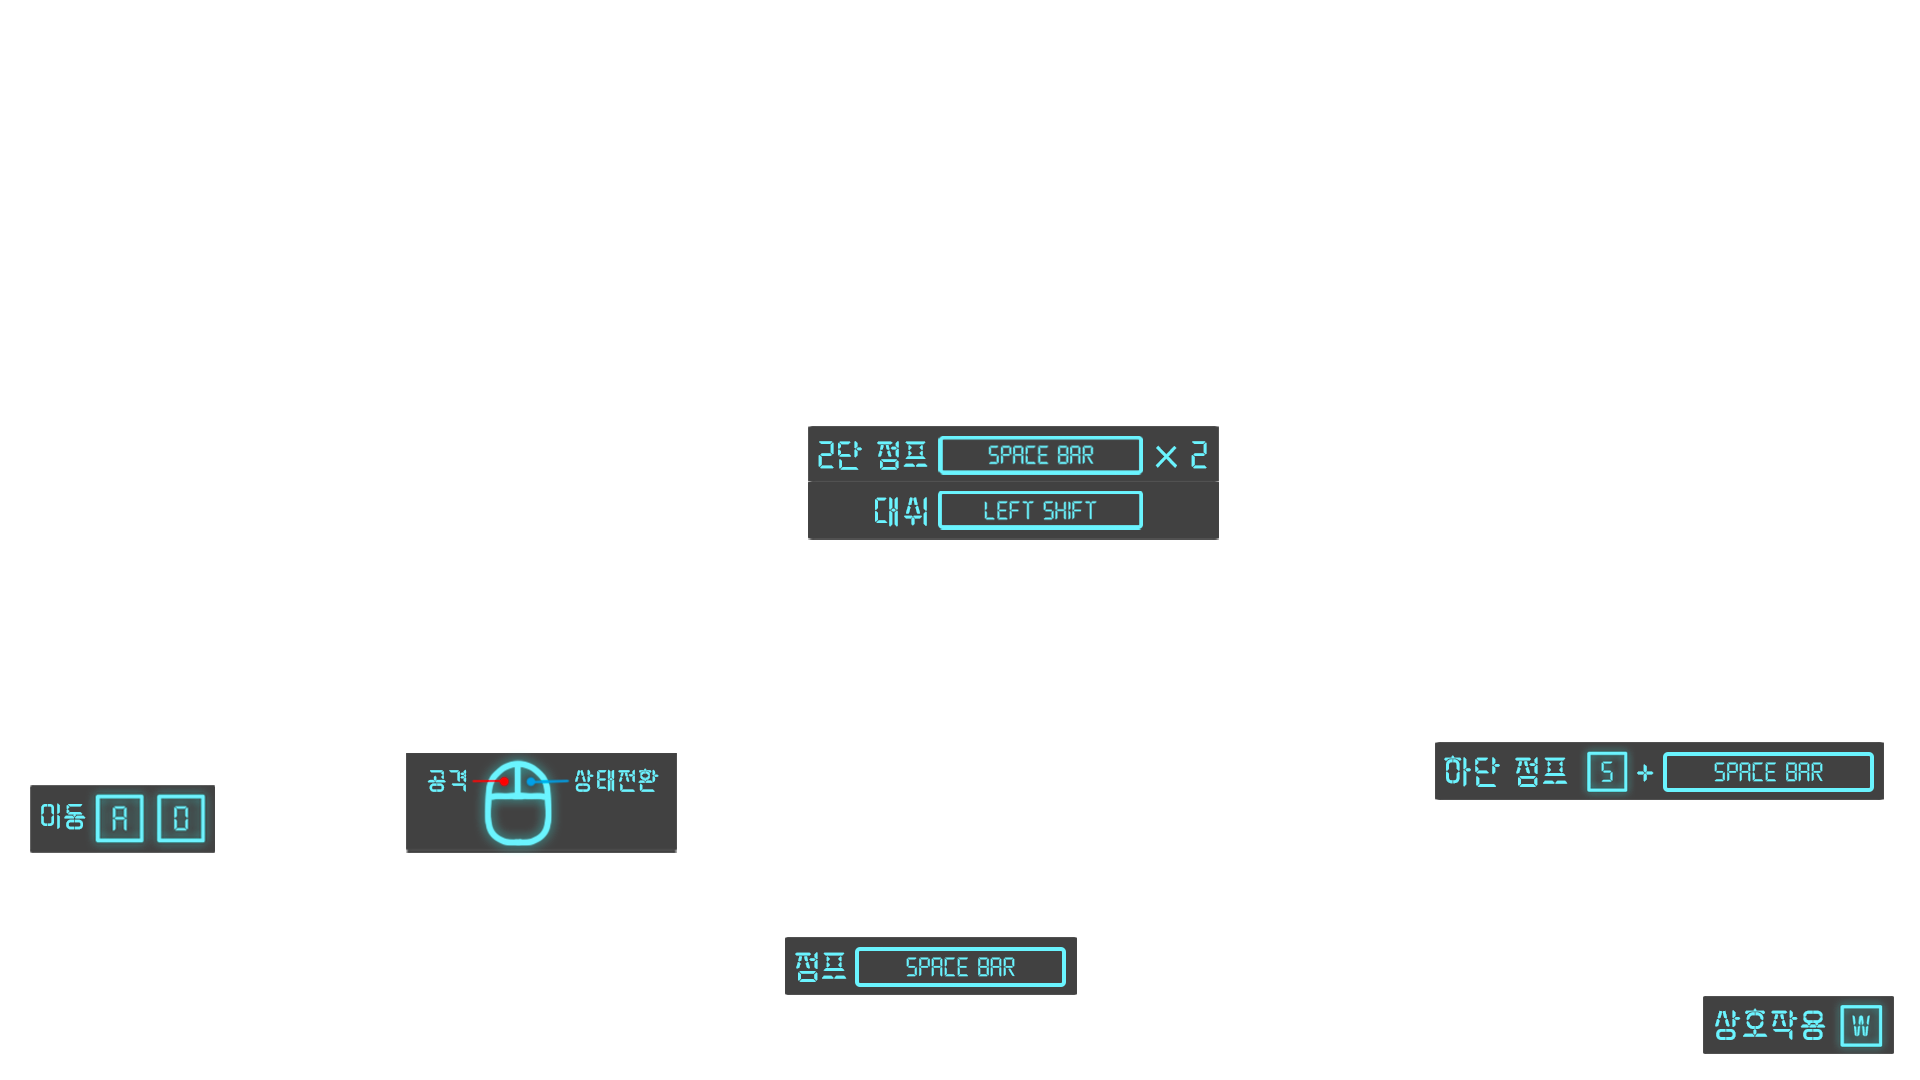 2단 점프 SPACE BAR × 2
대쉬 LEFT SHIFT
하단 점프 S + SPACE BAR
공격 상태전환
이동 A D
점프 SPACE BAR
상호작용 W